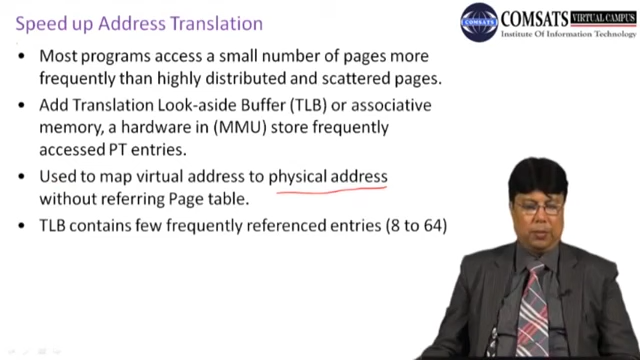 Speed up Address Translation
COMSATS VIRTUAL CAMPUS
Institute Of Information Technology
• Most programs access a small number of pages more
frequently than highly distributed and scattered pages.
• Add Translation Look-aside Buffer (TLB) or associative
memory, a hardware in (MMU) store frequently
accessed PT entries.
• Used to map virtual address to physical address
without referring Page table.
• TLB contains few frequently referenced entries (8 to 64)